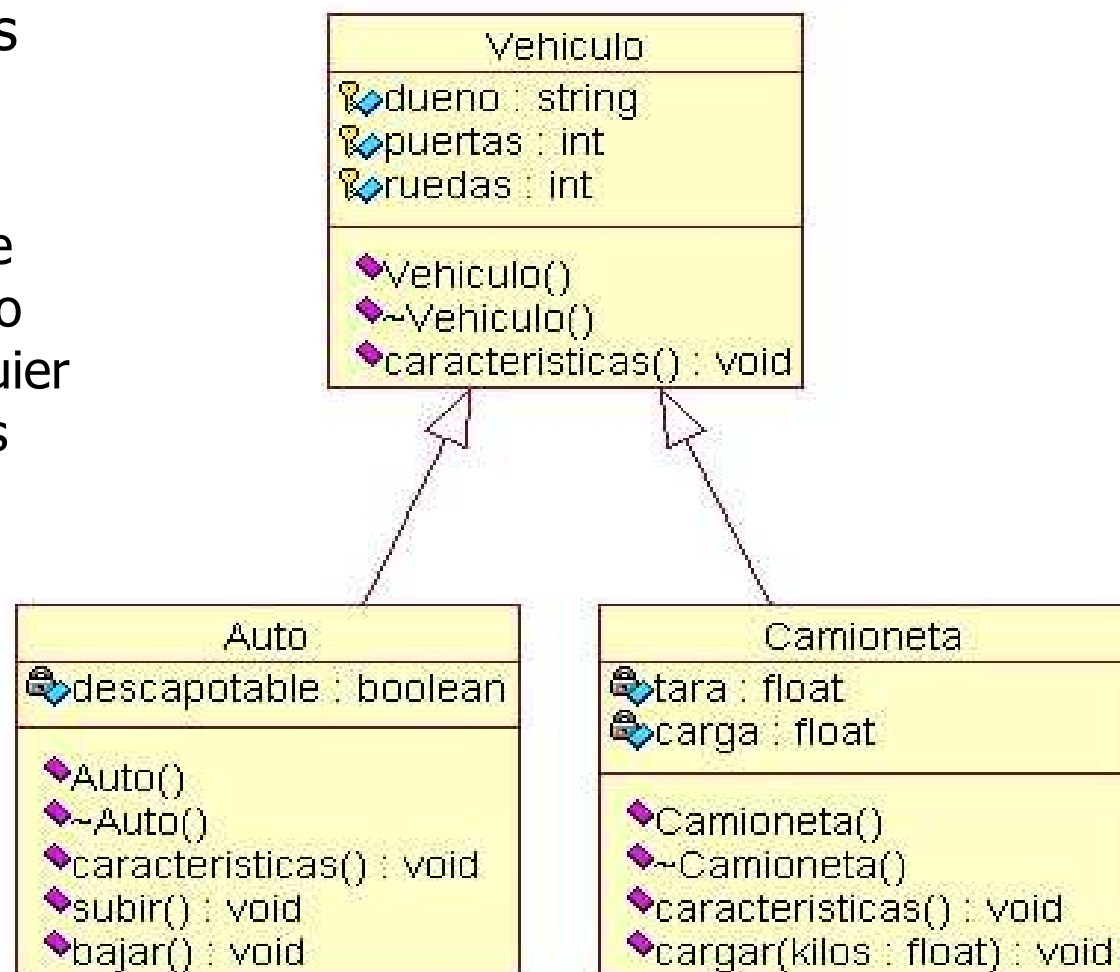 s
e
o
uier
s
Vehiculo
dueno : string
puertas : int
ruedas : int
Vehiculo()
~Vehiculo()
caracteristicas() : void
Auto
descapotable : boolean
Auto()
~Auto()
caracteristicas() : void
subir() : void
bajar() : void
Camioneta
tara : float
carga : float
Camioneta()
~Camioneta()
caracteristicas() : void
cargar(kilos : float) : void